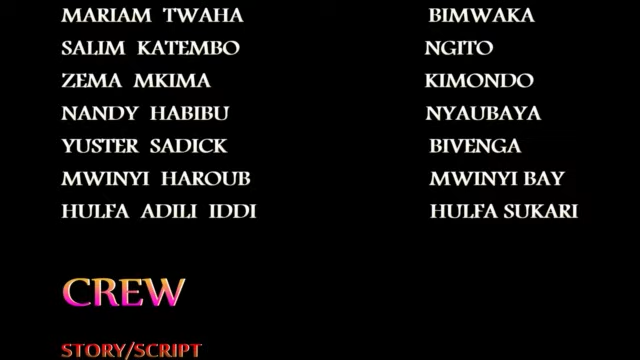 MARIAM TWAHA BIMWAKA
SALIM KATEMBO NGITO
ZEMA MKIMA KIMONDO
NANDY HABIBU NYAUBAYA
YUSTER SADICK BIVENGA
MWINYI HAROUB MWINYI BAY
HULFA ADILI IDDI HULFA SUKARI
CREW
STORY/SCRIPT